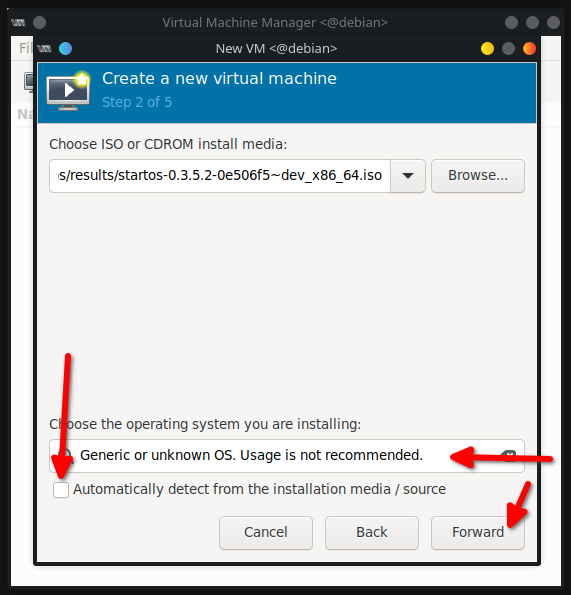 Virtual Machine Manager <@debian>
New VM <@debian>
Create a new virtual machine
Step 2 of 5
Choose ISO or CDROM install media:
s/results/startos-0.3.5.2-0e506f5~dev_x86_64.iso
Browse...
Choose the operating system you are installing:
Generic or unknown OS. Usage is not recommended.
Automatically detect from the installation media / source
Cancel
Back
Forward